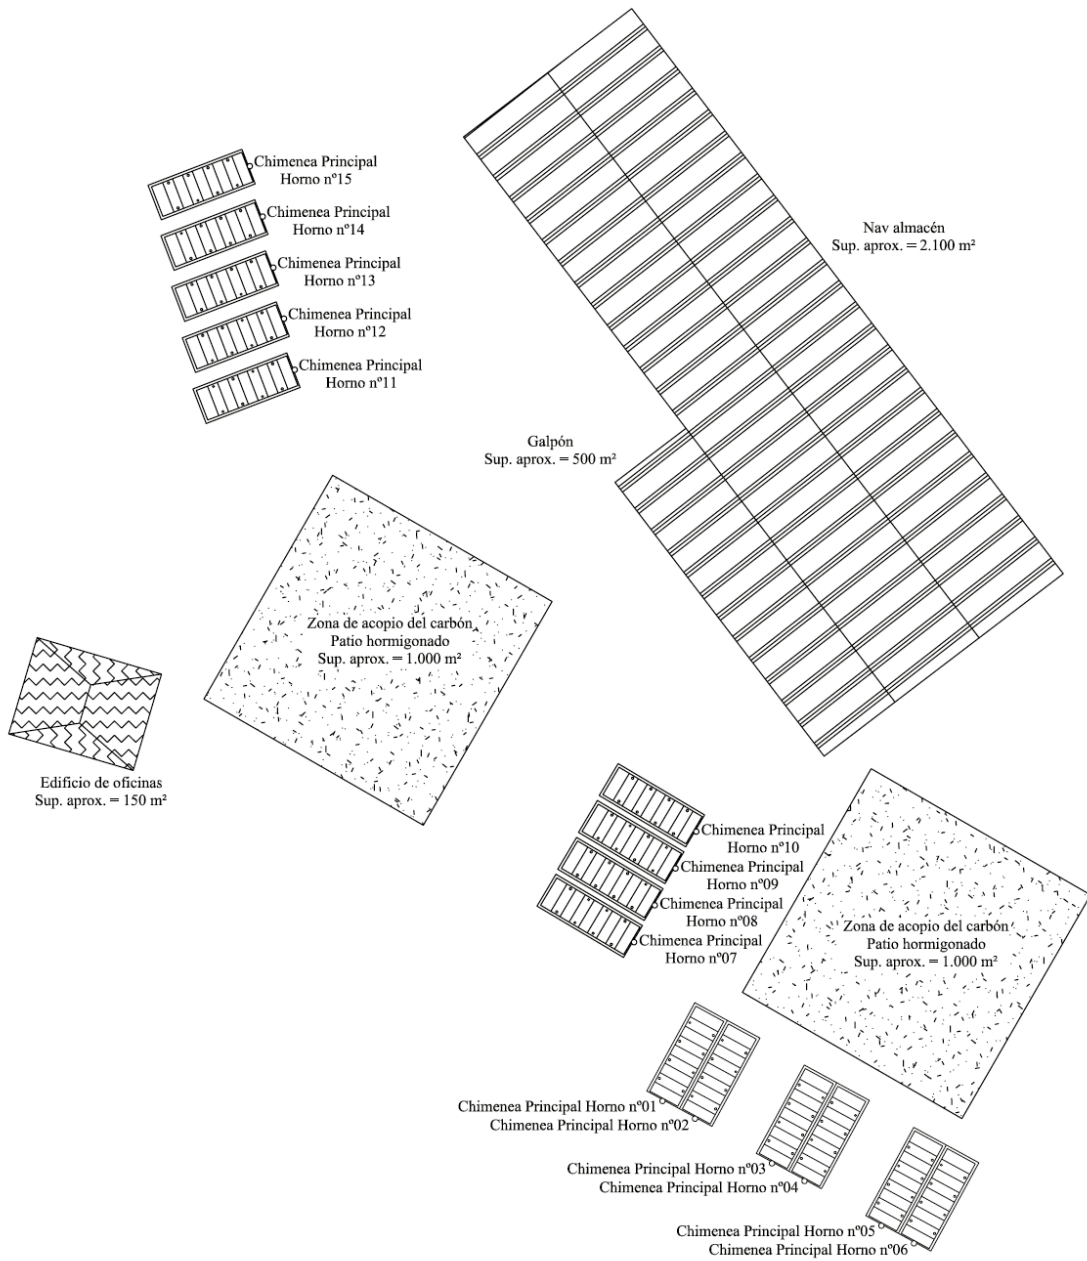 Chimenea Principal
Horno nº15
Chimenea Principal
Horno nº14
Chimenea Principal
Horno nº13
Chimenea Principal
Horno nº12
Chimenea Principal
Horno nº11
Nav almacén
Sup. aprox. = 2.100 m²
Galpón
Sup. aprox. = 500 m²
Zona de acopio del carbón
Patio hormigonado
Sup. aprox. = 1.000 m²
Edificio de oficinas
Sup. aprox. = 150 m²
Chimenea Principal
Horno nº10
Chimenea Principal
Horno nº09
Chimenea Principal
Horno nº08
Chimenea Principal
Horno nº07
Zona de acopio del carbón
Patio hormigonado
Sup. aprox. = 1.000 m²
Chimenea Principal Horno nº01
Chimenea Principal Horno nº02
Chimenea Principal Horno nº03
Chimenea Principal Horno nº04
Chimenea Principal Horno nº05
Chimenea Principal Horno nº06